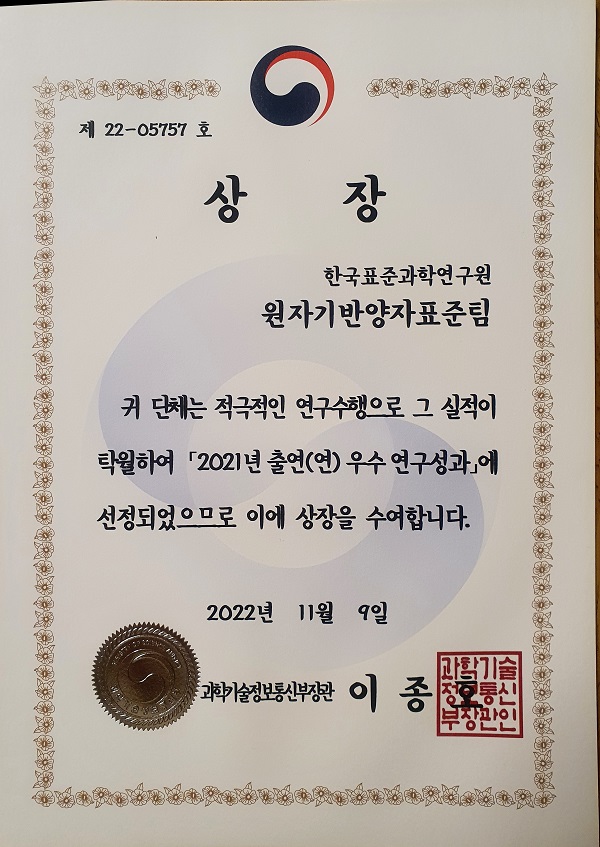 제 22-05757 호
상 장
한국표준과학연구원
원자기반양자표준팀
귀 단체는 적극적인 연구수행으로 그 실적이
탁월하여 「2021년 출연(연) 우수 연구성과」에
선정되었으므로 이에 상장을 수여합니다.
2022년 11월 9일
과학기술정보통신부장관 이 종 호
과학기술
정보통신
부장관인